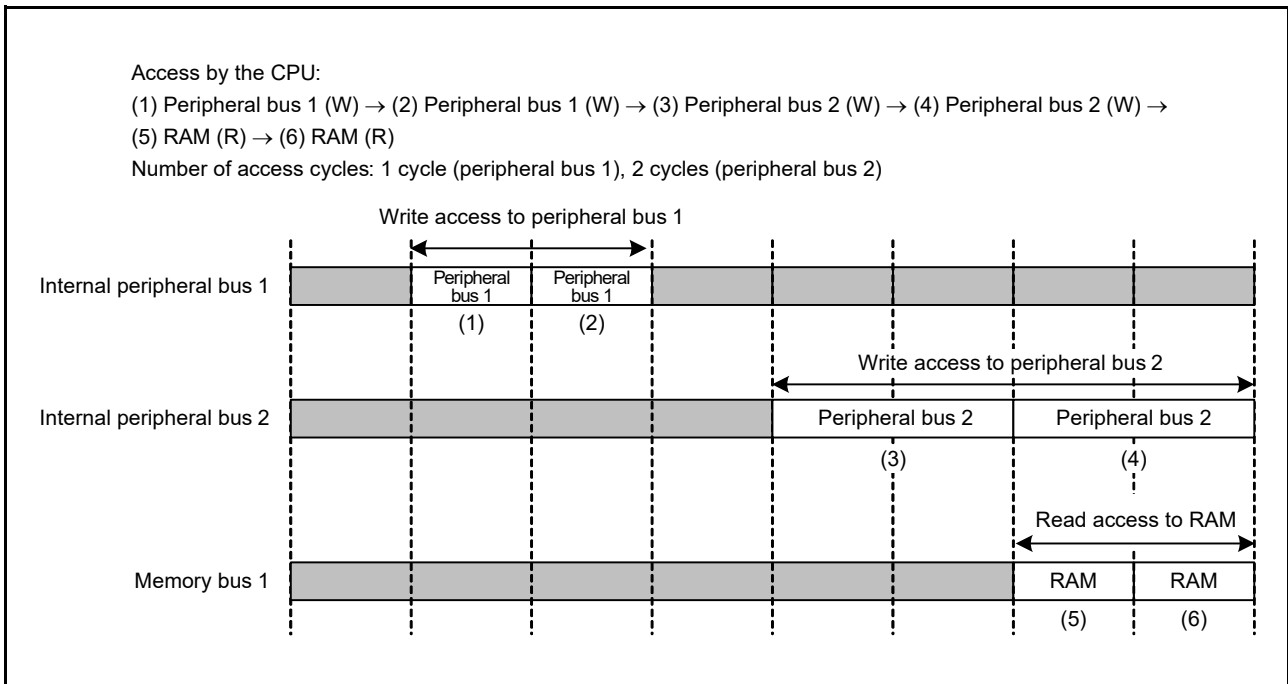 Access by the CPU:
(1) Peripheral bus 1 (W) → (2) Peripheral bus 1 (W) → (3) Peripheral bus 2 (W) → (4) Peripheral bus 2 (W) →
(5) RAM (R) → (6) RAM (R)
Number of access cycles: 1 cycle (peripheral bus 1), 2 cycles (peripheral bus 2)
Write access to peripheral bus 1
Internal peripheral bus 1
Peripheral
bus 1
Peripheral
bus 1
(1)
(2)
Write access to peripheral bus 2
Internal peripheral bus 2
Peripheral bus 2
Peripheral bus 2
(3)
(4)
Read access to RAM
Memory bus 1
RAM
RAM
(5)
(6)